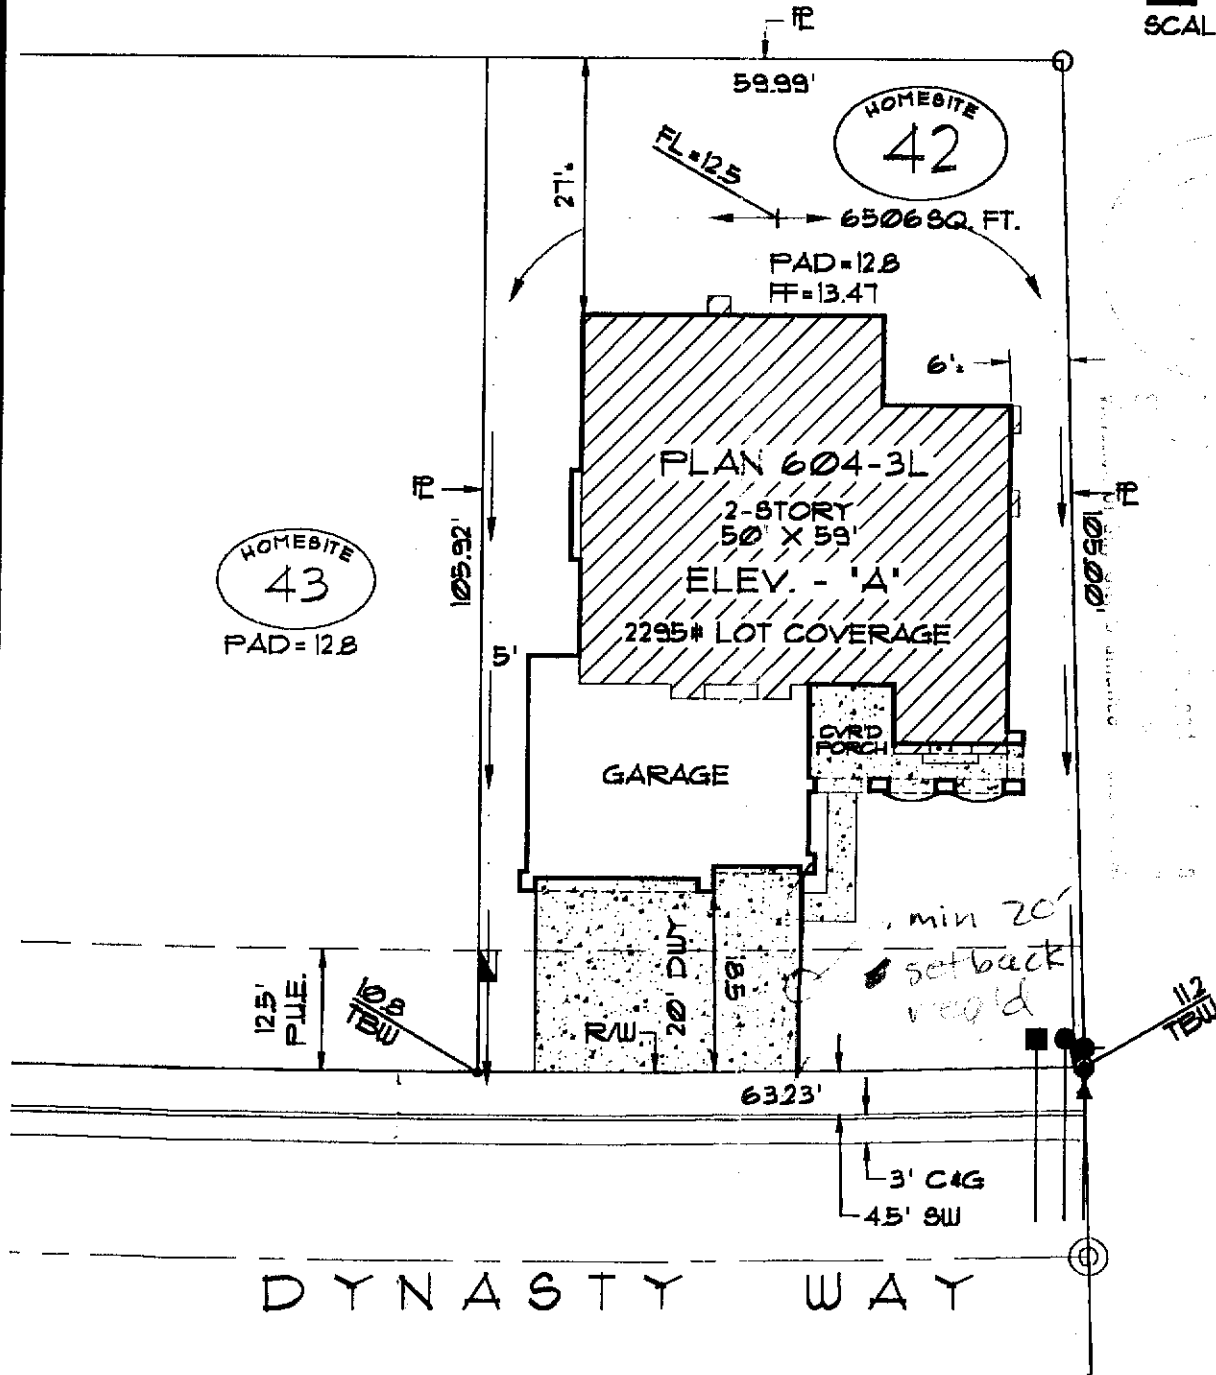 SCAL
PL
59.99'
HOMESITE
42
FL=12.5
27'±
6506 SQ. FT.
PAD=12.8
FF=13.47
6'±
PLAN 604-3L
2-STORY
50' X 59'
ELEV. - "A"
2295# LOT COVERAGE
PL
PL
105.92'
105.00'
HOMESITE
43
PAD=12.8
5'
CVR'D
PORCH
GARAGE
min 20'
setback
req'd
12.5'
P.U.E.
10.8
TBW
R/W
20' DWY
18.5'
11.2
TBW
63.23'
3' C&G
4.5' SW
DYNASTY WAY